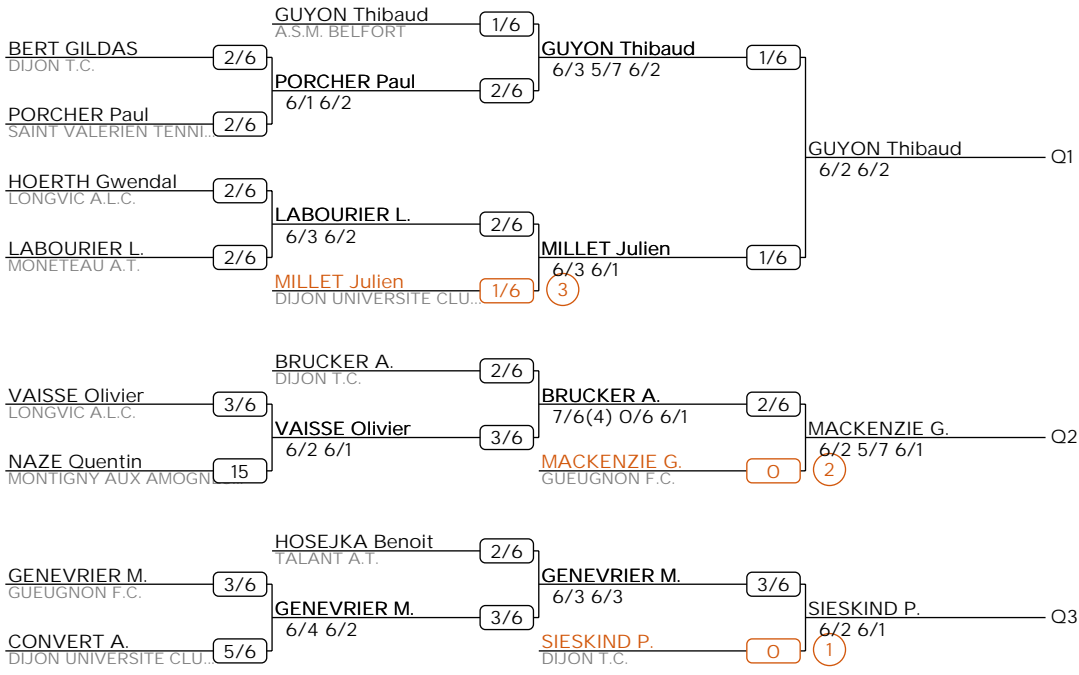 GUYON Thibaud
A.S.M. BELFORT
1/6
BERT GILDAS
DIJON T.C.
2/6
GUYON Thibaud
6/3 5/7 6/2
1/6
PORCHER Paul
6/1 6/2
2/6
PORCHER Paul
SAINT VALERIEN TENNI...
2/6
GUYON Thibaud
6/2 6/2
Q1
HOERTH Gwendal
LONGVIC A.L.C.
2/6
LABOURIER L.
6/3 6/2
2/6
LABOURIER L.
MONETEAU A.T.
2/6
MILLET Julien
6/3 6/1
1/6
MILLET Julien
DIJON UNIVERSITE CLU...
1/6
3
BRUCKER A.
DIJON T.C.
2/6
VAISSE Olivier
LONGVIC A.L.C.
3/6
BRUCKER A.
7/6(4) 0/6 6/1
2/6
VAISSE Olivier
6/2 6/1
3/6
MACKENZIE G.
6/2 5/7 6/1
Q2
NAZE Quentin
MONTIGNY AUX AMOGN
15
MACKENZIE G.
GUEUGNON F.C.
0
2
HOSEJKA Benoit
TALANT A.T.
2/6
GENEVRIER M.
GUEUGNON F.C.
3/6
GENEVRIER M.
6/3 6/3
3/6
GENEVRIER M.
6/4 6/2
3/6
SIESKIND P.
6/2 6/1
Q3
CONVERT A.
DIJON UNIVERSITE CLU...
5/6
SIESKIND P.
DIJON T.C.
0
1